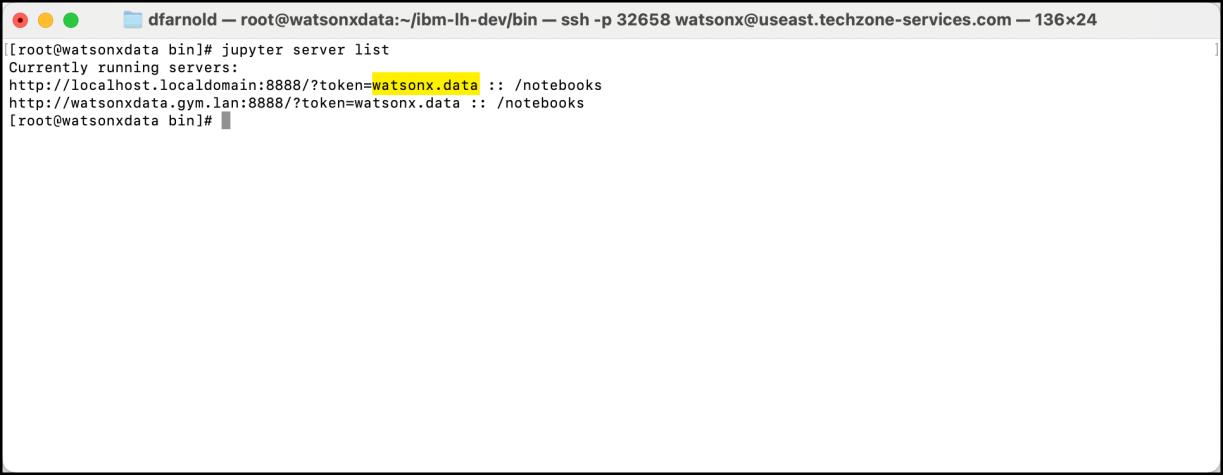 dfarnold — root@watsonxdata:~/ibm-lh-dev/bin — ssh -p 32658 watsonx@useast.techzone-services.com — 136×24
[[root@watsonxdata bin]# jupyter server list ]
Currently running servers:
http://localhost.localdomain:8888/?token=watsonx.data :: /notebooks
http://watsonxdata.gym.lan:8888/?token=watsonx.data :: /notebooks
[root@watsonxdata bin]#